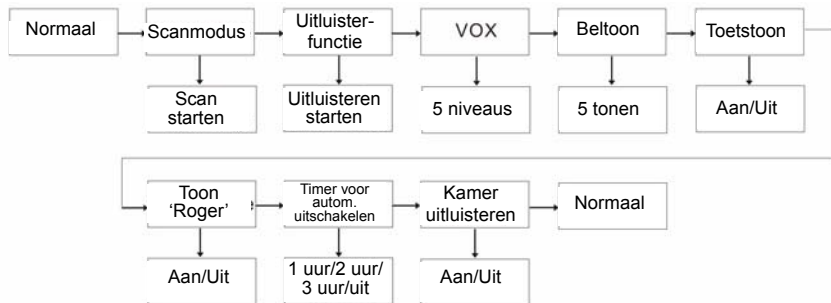 Normaal
Scanmodus
Uitluister-
functie
VOX
Beltoon
Toetstoon
Scan
starten
Uitluisteren
starten
5 niveaus
5 tonen
Aan/Uit
Toon
‘Roger’
Timer voor
autom.
uitschakelen
Kamer
uitluisteren
Normaal
Aan/Uit
1 uur/2 uur/
3 uur/uit
Aan/Uit